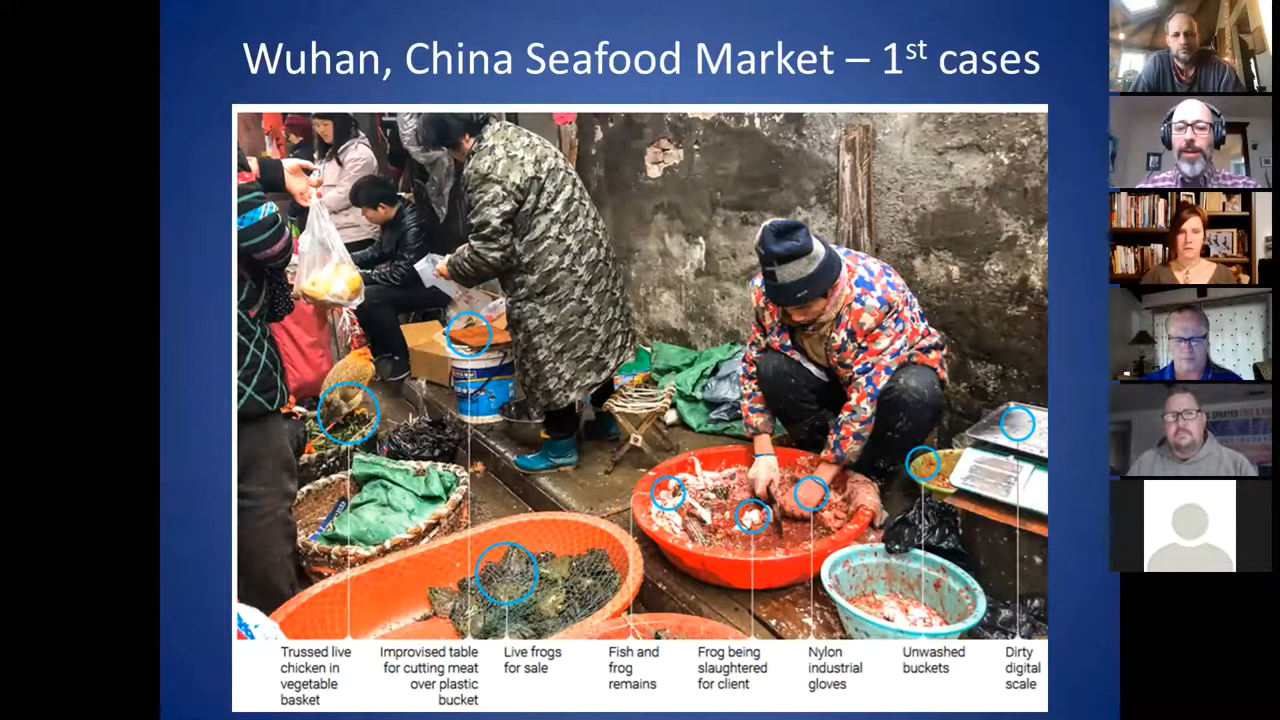 Wuhan, China Seafood Market – 1st cases
Trussed live
chicken in
vegetable
basket
Improvised table
for cutting meat
over plastic
bucket
Live frogs
for sale
Fish and
frog
remains
Frog being
slaughtered
for client
Nylon
industrial
gloves
Unwashed
buckets
Dirty
digital
scale